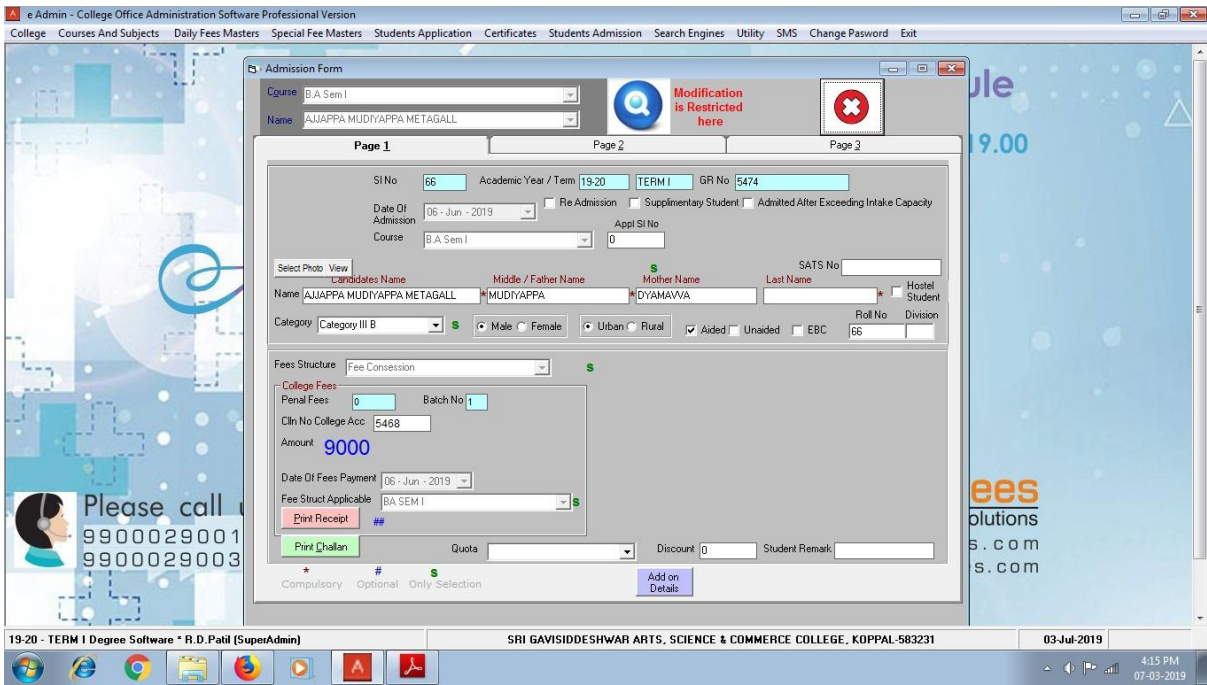 e Admin - College Office Administration Software Professional Version
College Courses And Subjects Daily Fees Masters Special Fee Masters Students Application Certificates Students Admission Search Engines Utility SMS Change Pasword Exit
Admission Form
Course B.A Sem I
Name AJJAPPA MUDIYAPPA METAGALL
Modification
is Restricted
here
ule
19.00
Page 1 Page 2 Page 3
Sl No 66 Academic Year / Term 19-20 TERM I GR No 5474
Date Of
Admission 06 - Jun - 2019 Re Admission Supplimentary Student Admitted After Exceeding Intake Capacity
Appl Sl No
Course B.A Sem I 0
Select Photo View S SATS No
Candidates Name Middle / Father Name Mother Name Last Name
Name AJJAPPA MUDIYAPPA METAGALL * MUDIYAPPA * DYAMAVVA * Hostel
Student
Category Category III B S Male Female Urban Rural Aided Unaided EBC Roll No Division
66
Fees Structure Fee Consession S
College Fees
Penal Fees 0 Batch No 1
Clln No College Acc 5468
Amount 9000
Date Of Fees Payment 06 - Jun - 2019
Fee Struct Applicable BA SEM I S
Print Receipt ##
Print Challan Quota Discount 0 Student Remark
* # S
Compulsory Optional Only Selection
Add on
Details
Please call u
9900029001
9900029003
ees
olutions
s.com
s.com
19-20 - TERM I Degree Software * R.D.Patil (SuperAdmin) SRI GAVISIDDESHWAR ARTS, SCIENCE & COMMERCE COLLEGE, KOPPAL-583231 03-Jul-2019
4:15 PM
07-03-2019